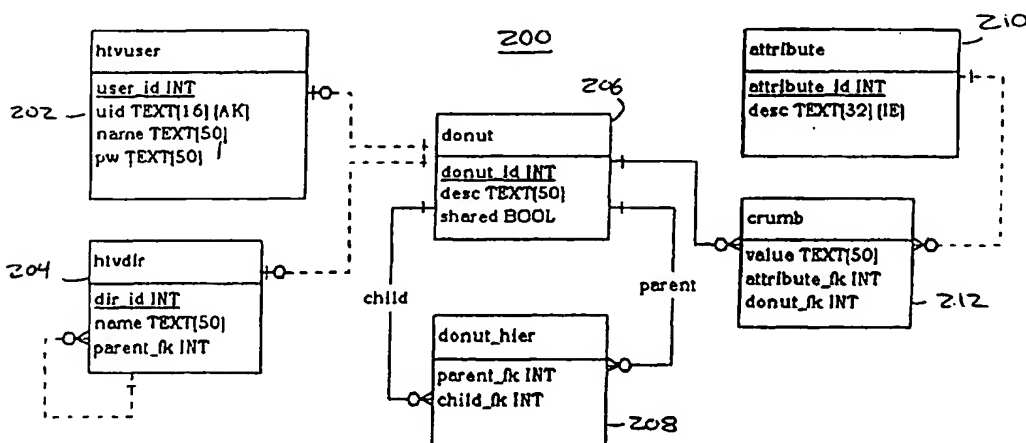 200
htvuser
user_id INT
uid TEXT[16] [AK]
name TEXT[50]
pw TEXT[50]
202
htvdir
dir_id INT
name TEXT[50]
parent_fk INT
204
donut
donut_id INT
desc TEXT[50]
shared BOOL
206
child
parent
donut_hier
parent_fk INT
child_fk INT
208
attribute
attribute_id INT
desc TEXT[32] [IE]
210
crumb
value TEXT[50]
attribute_fk INT
donut_fk INT
212